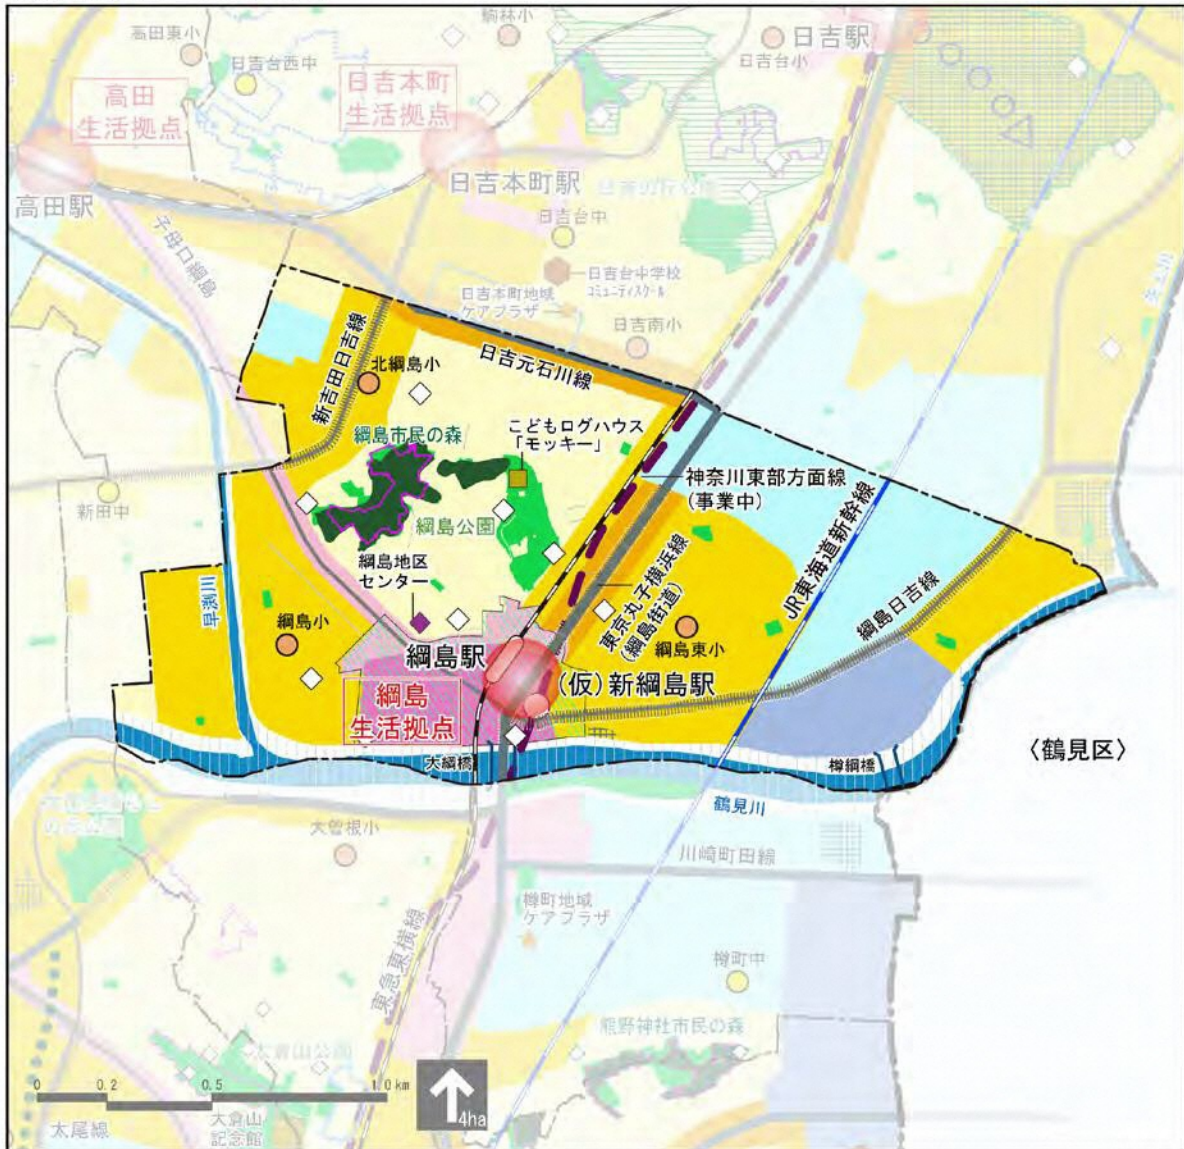 駒林小
高田東小
日吉駅
日吉台西中
日吉台小
高田
生活拠点
日吉本町
生活拠点
日吉本町駅
高田駅
日吉台中
子母口綱島
日吉台中学校
コミュニティスクール
日吉本町地域
ケアプラザ
日吉南小
矢上川
新吉田日吉線
日吉元石川線
北綱島小
こどもログハウス
「モッキー」
綱島市民の森
神奈川東部方面線
(事業中)
新田中
綱島公園
JR東海道新幹線
綱島地区
センター
早渕川
東京丸子横浜線
(綱島街道)
綱島日吉線
綱島小
綱島東小
綱島駅
(仮)新綱島駅
綱島
生活拠点
〈鶴見区〉
大綱橋
樽綱橋
鶴見川
大曽根小
川崎町田線
樽町地域
ケアプラザ
東急東横線
樽町中
熊野神社市民の森
大倉山公園
0 0.2 0.5 1.0km
4ha
太尾線
大倉山
記念館